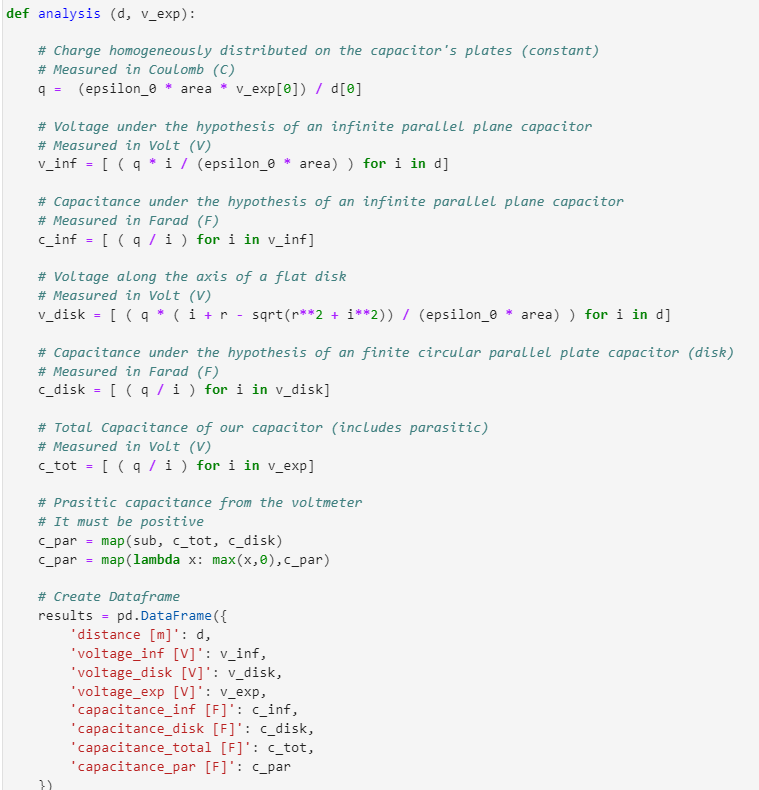 def analysis (d, v_exp):
# Charge homogeneously distributed on the capacitor's plates (constant)
# Measured in Coulomb (C)
q =  (epsilon_0 * area * v_exp[0]) / d[0]
# Voltage under the hypothesis of an infinite parallel plane capacitor
# Measured in Volt (V)
v_inf = [ ( q * i / (epsilon_0 * area) ) for i in d]
# Capacitance under the hypothesis of an infinite parallel plane capacitor
# Measured in Farad (F)
c_inf = [ ( q / i ) for i in v_inf]
# Voltage along the axis of a flat disk
# Measured in Volt (V)
v_disk = [ ( q * ( i + r - sqrt(r**2 + i**2)) / (epsilon_0 * area) ) for i in d]
# Capacitance under the hypothesis of an finite circular parallel plate capacitor (disk)
# Measured in Farad (F)
c_disk = [ ( q / i ) for i in v_disk]
# Total Capacitance of our capacitor (includes parasitic)
# Measured in Volt (V)
c_tot = [ ( q / i ) for i in v_exp]
# Prasitic capacitance from the voltmeter
# It must be positive
c_par = map(sub, c_tot, c_disk)
c_par = map(lambda x: max(x,0),c_par)
# Create Dataframe
results = pd.DataFrame({
'distance [m]': d,
'voltage_inf [V]': v_inf,
'voltage_disk [V]': v_disk,
'voltage_exp [V]': v_exp,
'capacitance_inf [F]': c_inf,
'capacitance_disk [F]': c_disk,
'capacitance_total [F]': c_tot,
'capacitance_par [F]': c_par
})